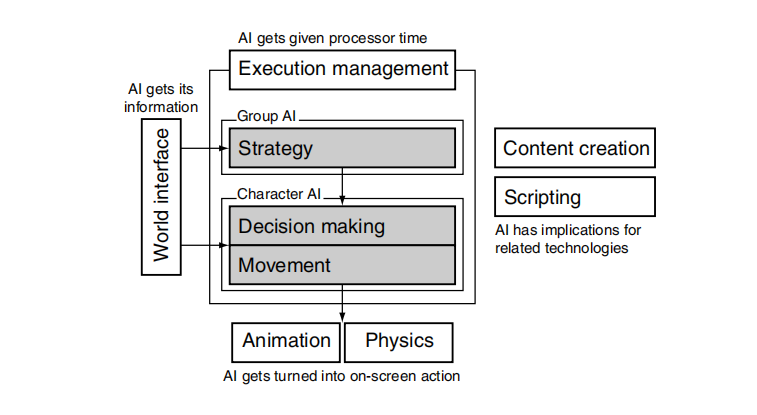 AI gets given processor time
Execution management
AI gets its
information
Group AI
World interface
Strategy
Content creation
Character AI
Scripting
Decision making
AI has implications for
related technologies
Movement
Animation
Physics
AI gets turned into on-screen action